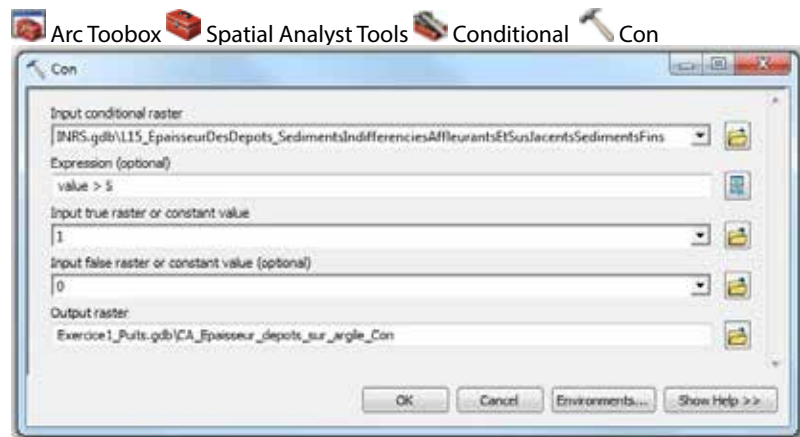 Arc Toobox Spatial Analyst Tools Conditional Con
Con
Input conditional raster
INRS.gdb\L15_EpaisseurDesDepots_SedimentsIndifferenciesAffleurantsEtSusJacentsSedimentsFins
Expression (optional)
value > 5
Input true raster or constant value
1
Input false raster or constant value (optional)
0
Output raster
Exercice1_Puits.gdb\CA_Epaisseur_depots_sur_argile_Con
OK Cancel Environments... Show Help >>